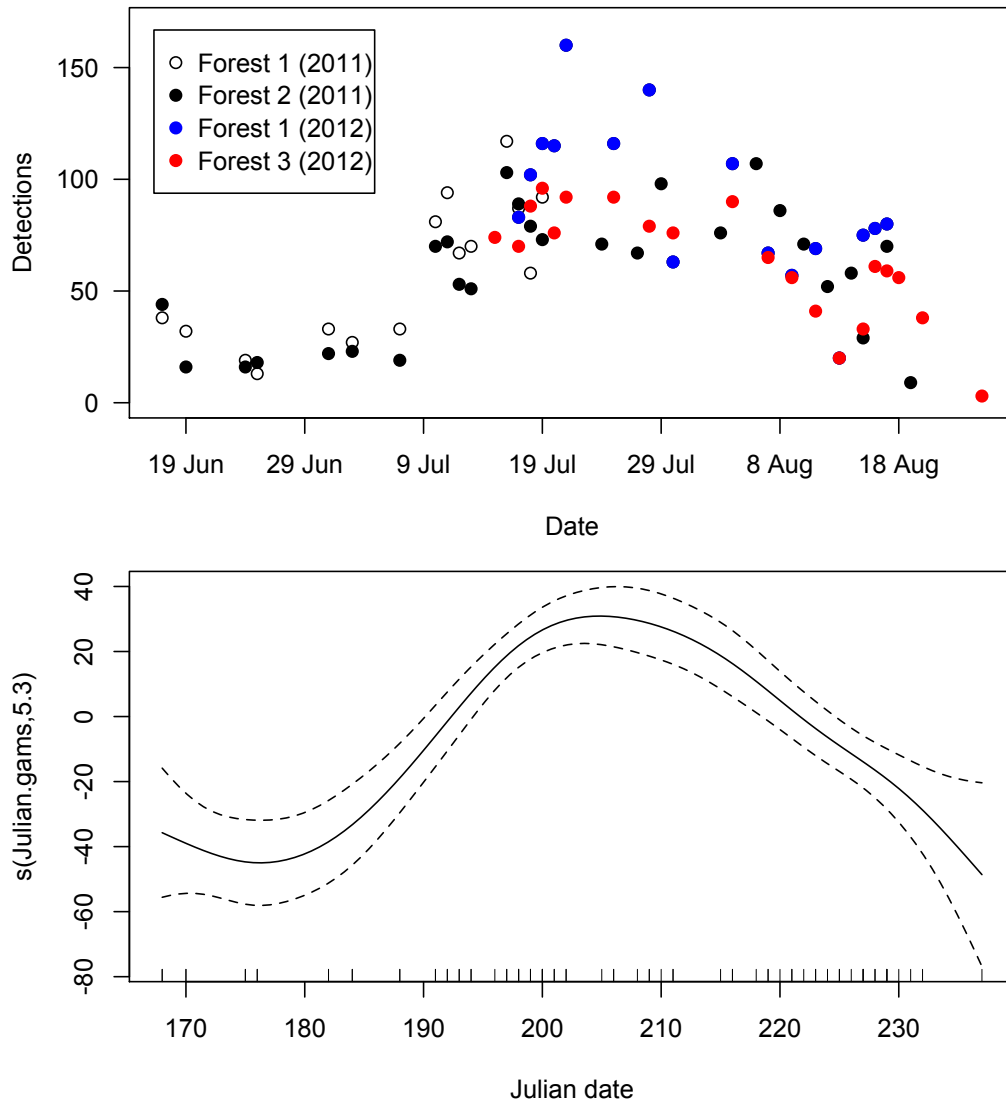 Detections
150
100
50
0
Forest 1 (2011)
Forest 2 (2011)
Forest 1 (2012)
Forest 3 (2012)
19 Jun 29 Jun 9 Jul 19 Jul 29 Jul 8 Aug 18 Aug
Date
s(Julian.gams,5.3)
40
20
0
-20
-40
-60
-80
170 180 190 200 210 220 230
Julian date